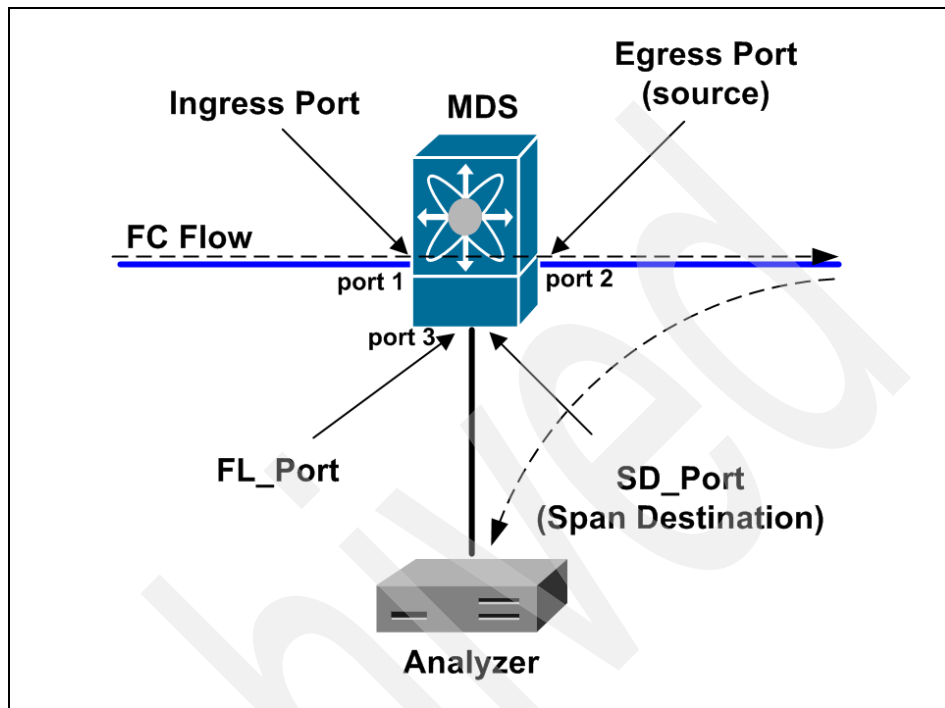 Egress Port
(source)
Ingress Port
MDS
FC Flow
port 1
port 2
port 3
FL_Port
SD_Port
(Span Destination)
Analyzer
hived